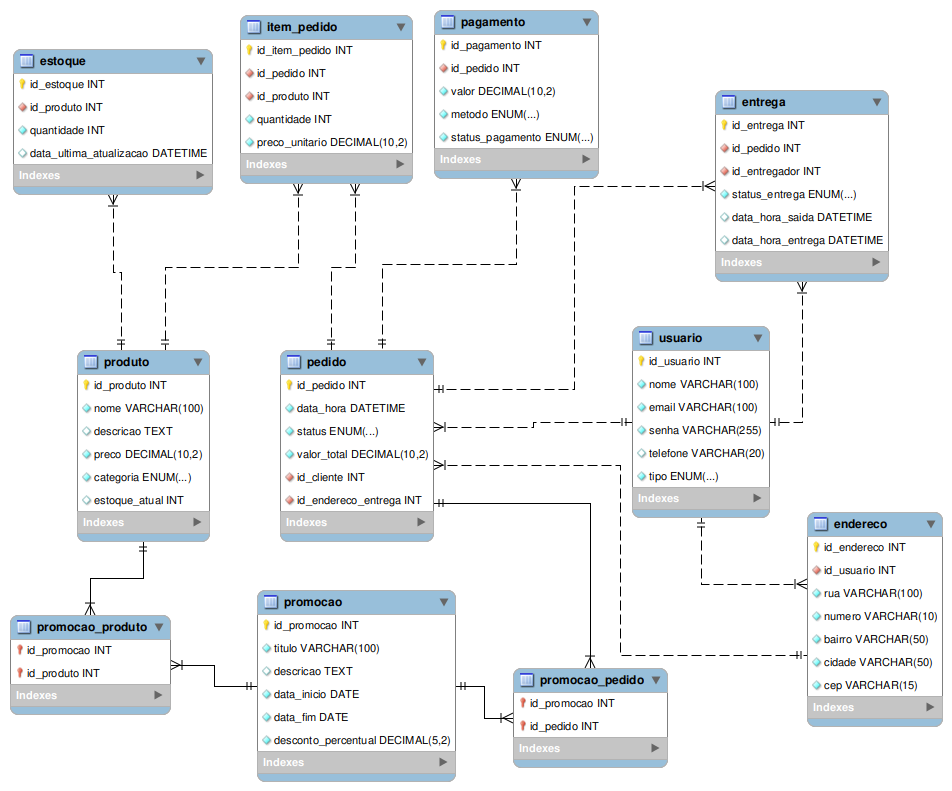 estoque
id_estoque INT
id_produto INT
quantidade INT
data_ultima_atualizacao DATETIME
Indexes
item_pedido
id_item_pedido INT
id_pedido INT
id_produto INT
quantidade INT
preco_unitario DECIMAL(10,2)
Indexes
pagamento
id_pagamento INT
id_pedido INT
valor DECIMAL(10,2)
metodo ENUM(...)
status_pagamento ENUM(...)
Indexes
entrega
id_entrega INT
id_pedido INT
id_entregador INT
status_entrega ENUM(...)
data_hora_saida DATETIME
data_hora_entrega DATETIME
Indexes
produto
id_produto INT
nome VARCHAR(100)
descricao TEXT
preco DECIMAL(10,2)
categoria ENUM(...)
estoque_atual INT
Indexes
pedido
id_pedido INT
data_hora DATETIME
status ENUM(...)
valor_total DECIMAL(10,2)
id_cliente INT
id_endereco_entrega INT
Indexes
usuario
id_usuario INT
nome VARCHAR(100)
email VARCHAR(100)
senha VARCHAR(255)
telefone VARCHAR(20)
tipo ENUM(...)
Indexes
endereco
id_endereco INT
id_usuario INT
rua VARCHAR(100)
numero VARCHAR(10)
bairro VARCHAR(50)
cidade VARCHAR(50)
cep VARCHAR(15)
Indexes
promocao_produto
id_promocao INT
id_produto INT
Indexes
promocao
id_promocao INT
titulo VARCHAR(100)
descricao TEXT
data_inicio DATE
data_fim DATE
desconto_percentual DECIMAL(5,2)
Indexes
promocao_pedido
id_promocao INT
id_pedido INT
Indexes